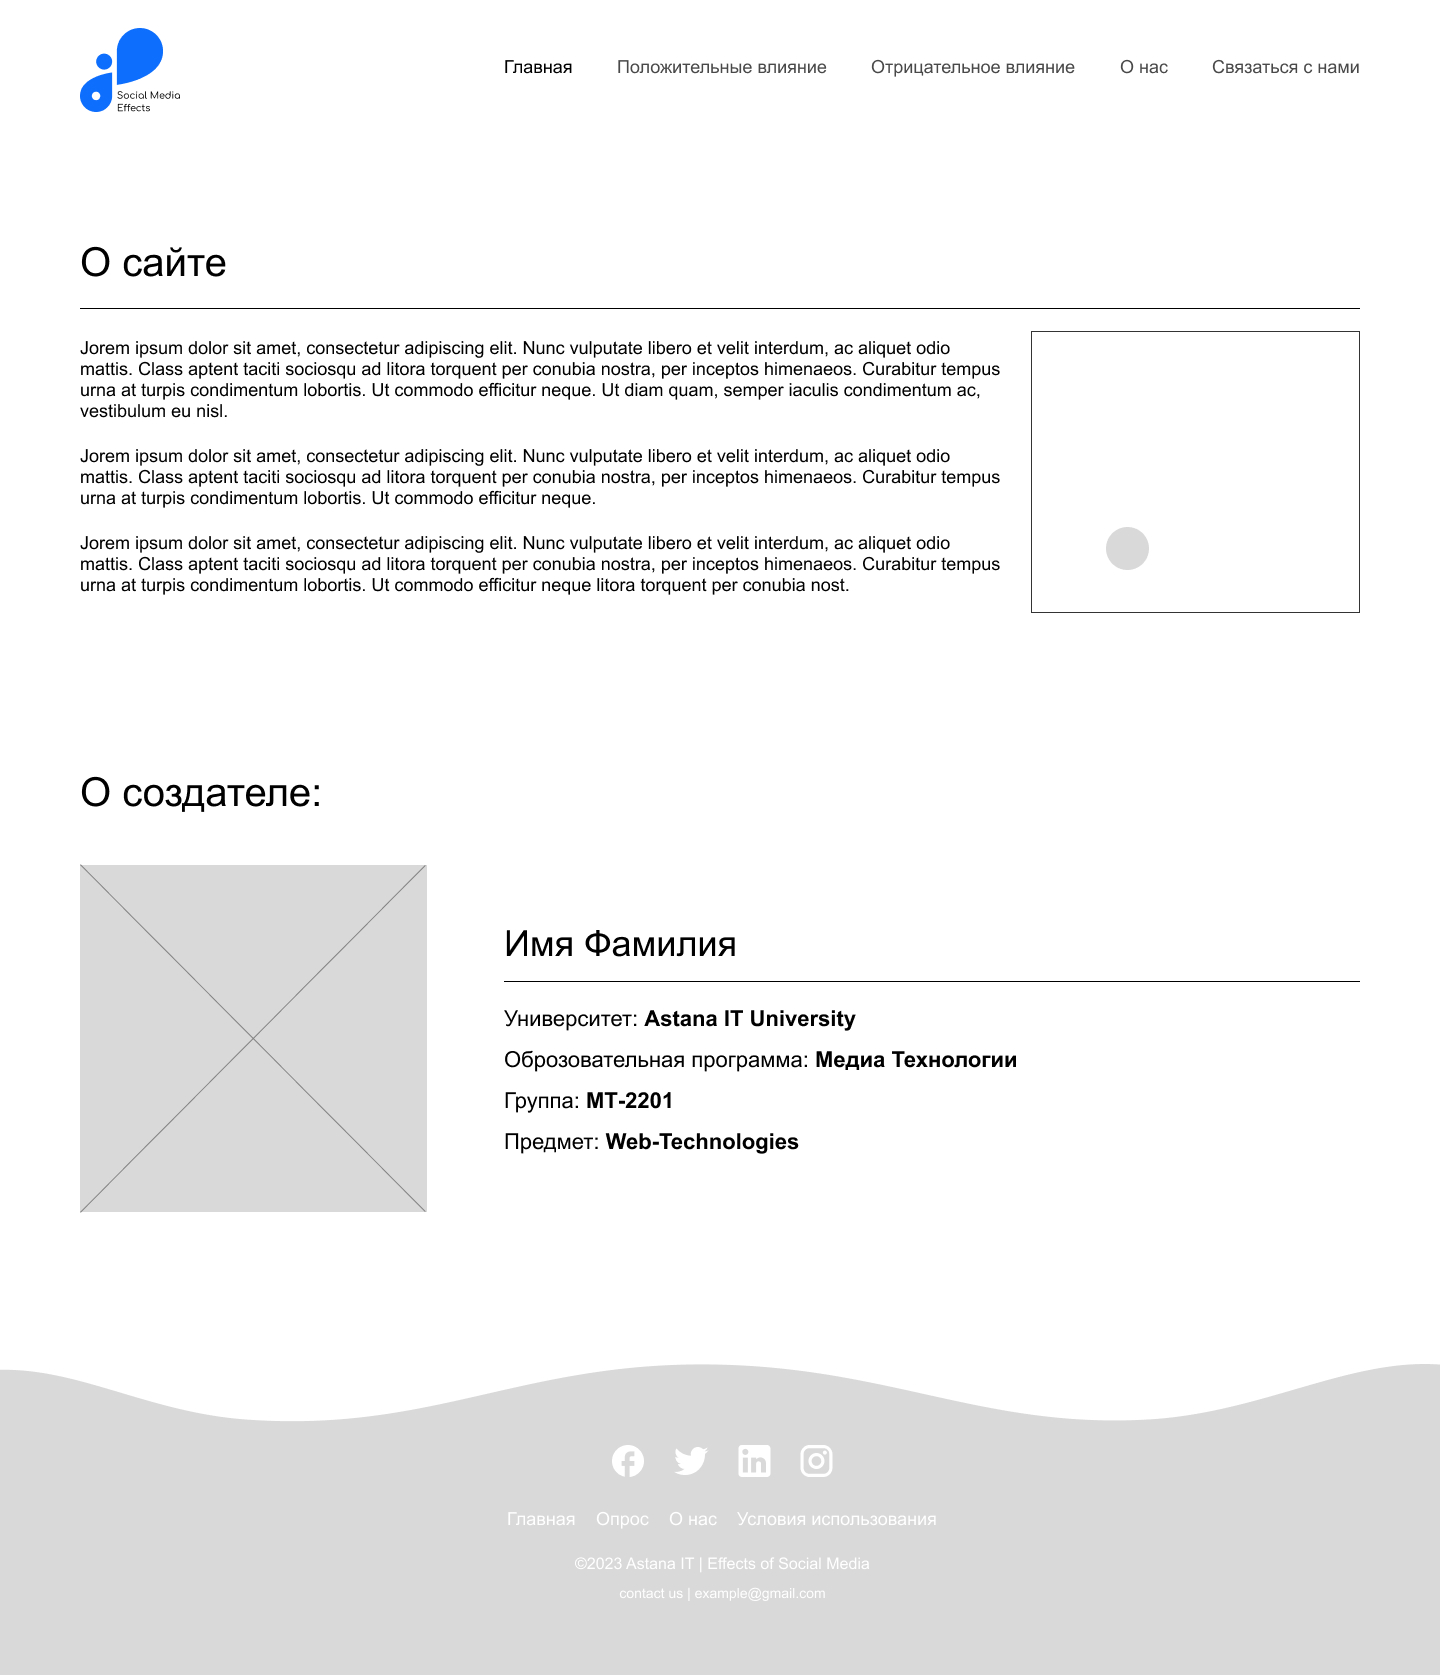 Social Media
Effects
Главная Положительные влияние Отрицательное влияние О нас Связаться с нами
О сайте
Jorem ipsum dolor sit amet, consectetur adipiscing elit. Nunc vulputate libero et velit interdum, ac aliquet odio
mattis. Class aptent taciti sociosqu ad litora torquent per conubia nostra, per inceptos himenaeos. Curabitur tempus
urna at turpis condimentum lobortis. Ut commodo efficitur neque. Ut diam quam, semper iaculis condimentum ac,
vestibulum eu nisl.
Jorem ipsum dolor sit amet, consectetur adipiscing elit. Nunc vulputate libero et velit interdum, ac aliquet odio
mattis. Class aptent taciti sociosqu ad litora torquent per conubia nostra, per inceptos himenaeos. Curabitur tempus
urna at turpis condimentum lobortis. Ut commodo efficitur neque.
Jorem ipsum dolor sit amet, consectetur adipiscing elit. Nunc vulputate libero et velit interdum, ac aliquet odio
mattis. Class aptent taciti sociosqu ad litora torquent per conubia nostra, per inceptos himenaeos. Curabitur tempus
urna at turpis condimentum lobortis. Ut commodo efficitur neque litora torquent per conubia nost.
О создателе:
Имя Фамилия
Университет: Astana IT University
Оброзовательная программа: Медиа Технологии
Группа: МТ-2201
Предмет: Web-Technologies
Главная Опрос О нас Условия использования
©2023 Astana IT | Effects of Social Media
contact us | example@gmail.com